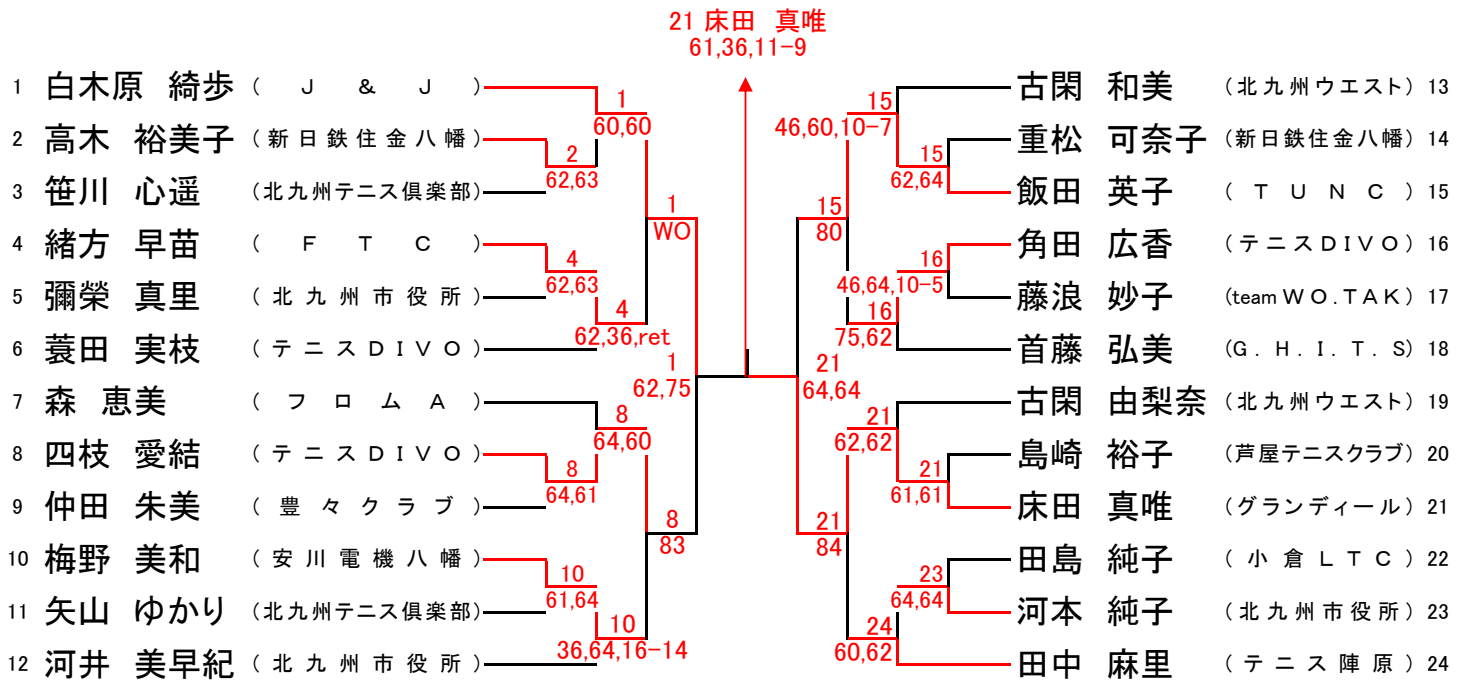 21 床田 真唯
61,36,11-9
1 白木原 綺歩 (J & J)
1
60,60
2 高木 裕美子 (新日鉄住金八幡)
2
62,63
3 笹川 心遥 (北九州テニス倶楽部)
1
WO
4 緒方 早苗 (FTC)
4
62,63
5 彌榮 真里 (北九州市役所)
4
62,36,ret
6 蓑田 実枝 (テニスDIVO)
1
62,75
7 森 恵美 (フロムA)
8
64,60
8 四枝 愛結 (テニスDIVO)
8
64,61
9 仲田 朱美 (豊々クラブ)
8
83
10 梅野 美和 (安川電機八幡)
10
61,64
11 矢山 ゆかり (北九州テニス倶楽部)
10
36,64,16-14
12 河井 美早紀 (北九州市役所)
古閑 和美 (北九州ウエスト) 13
15
46,60,10-7
重松 可奈子 (新日鉄住金八幡) 14
15
62,64
飯田 英子 (TUNC) 15
15
80
角田 広香 (テニスDIVO) 16
16
46,64,10-5
藤浪 妙子 (team WO.TAK) 17
16
75,62
首藤 弘美 (G.H.I.T.S) 18
21
64,64
古閑 由梨奈 (北九州ウエスト) 19
21
62,62
島崎 裕子 (芦屋テニスクラブ) 20
21
61,61
床田 真唯 (グランディール) 21
21
84
田島 純子 (小倉LTC) 22
23
64,64
河本 純子 (北九州市役所) 23
24
60,62
田中 麻里 (テニス陣原) 24